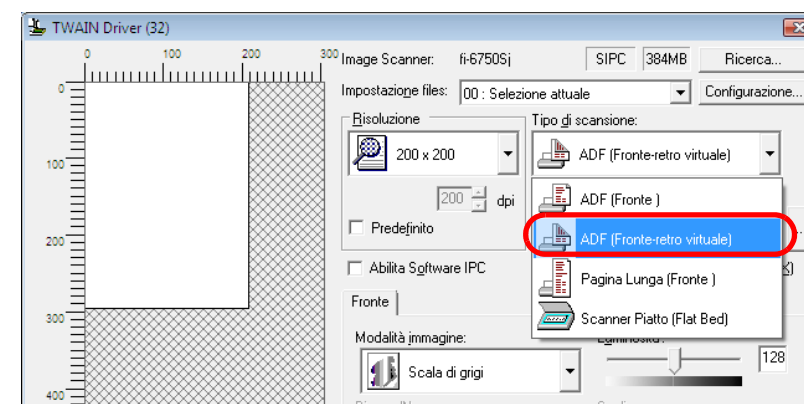 TWAIN Driver (32)
0 100 200 300
Image Scanner: fi-6750Sj SIPC 384MB Ricerca...
0
Impostazione files: 00 : Selezione attuale Configurazione...
Risoluzione Tipo di scansione:
100
200 x 200 ADF (Fronte-retro virtuale)
200 dpi ADF (Fronte )
Predefinito
200
ADF (Fronte-retro virtuale)
Abilita Software IPC
Pagina Lunga (Fronte )
Fronte
300
Scanner Piatto (Flat Bed)
Modalità immagine:
128
Scala di grigi
400